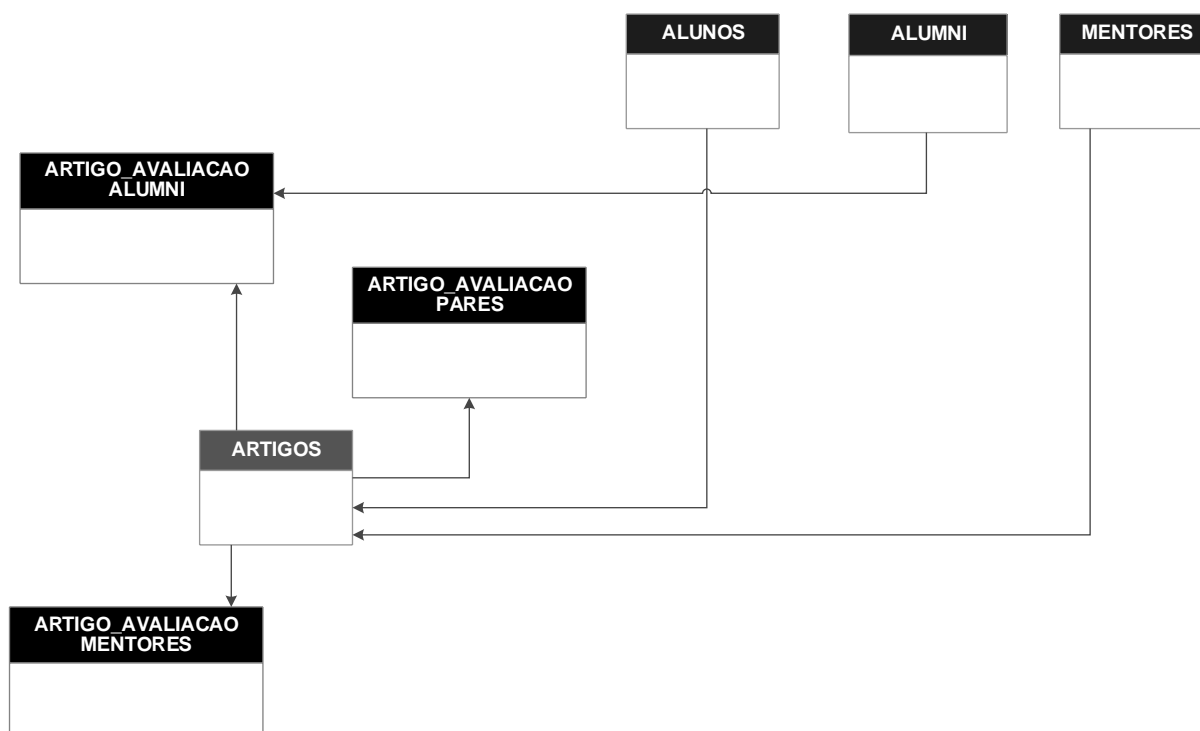 ALUNOS
ALUMNI
MENTORES
ARTIGO_AVALIACAO
ALUMNI
ARTIGO_AVALIACAO
PARES
ARTIGOS
ARTIGO_AVALIACAO
MENTORES